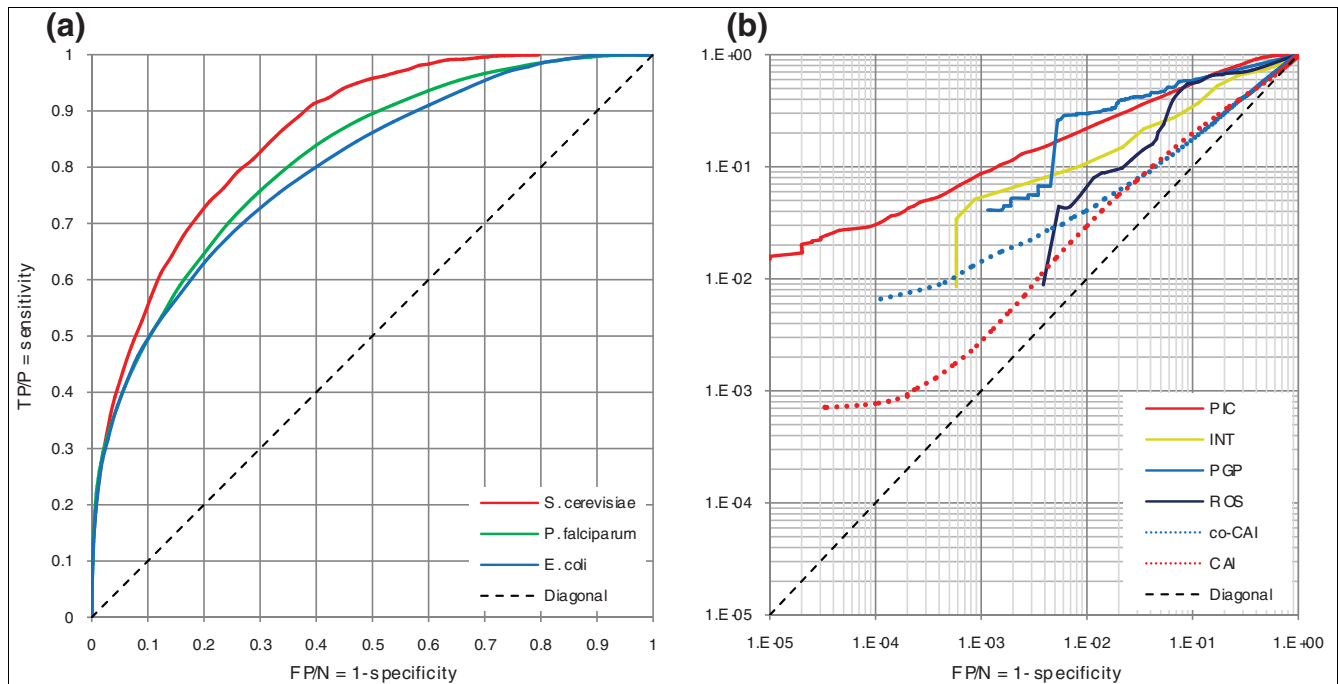 (a)
1
0.9
0.8
0.7
0.6
0.5
0.4
0.3
0.2
0.1
0
TP/P = sensitivity
0 0.1 0.2 0.3 0.4 0.5 0.6 0.7 0.8 0.9 1
FP/N = 1-specificity
S. cerevisiae
P. falciparum
E. coli
Diagonal
(b)
1.E+00
1.E-01
1.E-02
1.E-03
1.E-04
1.E-05
1.E-05 1.E-04 1.E-03 1.E-02 1.E-01 1.E+00
FP/N = 1-specificity
PIC
INT
PGP
ROS
co-CAI
CAI
Diagonal